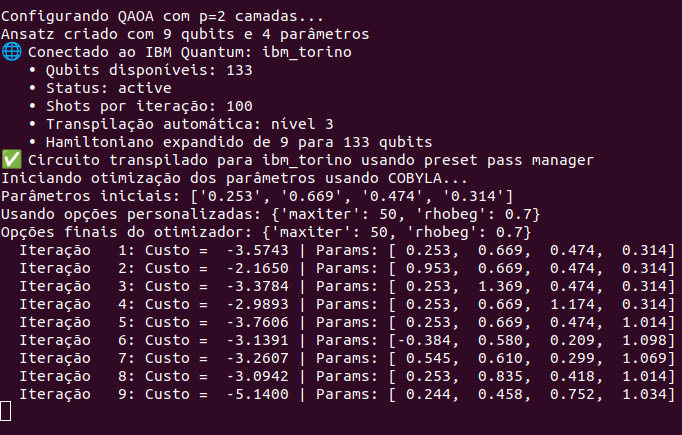 Configurando QAOA com p=2 camadas...
Ansatz criado com 9 qubits e 4 parâmetros
🌐 Conectado ao IBM Quantum: ibm_torino
• Qubits disponíveis: 133
• Status: active
• Shots por iteração: 100
• Transpilação automática: nível 3
• Hamiltoniano expandido de 9 para 133 qubits
✅ Circuito transpilado para ibm_torino usando preset pass manager
Iniciando otimização dos parâmetros usando COBYLA...
Parâmetros iniciais: ['0.253', '0.669', '0.474', '0.314']
Usando opções personalizadas: {'maxiter': 50, 'rhobeg': 0.7}
Opções finais do otimizador: {'maxiter': 50, 'rhobeg': 0.7}
Iteração   1: Custo =  -3.5743 | Params: [ 0.253,  0.669,  0.474,  0.314]
Iteração   2: Custo =  -2.1650 | Params: [ 0.953,  0.669,  0.474,  0.314]
Iteração   3: Custo =  -3.3784 | Params: [ 0.253,  1.369,  0.474,  0.314]
Iteração   4: Custo =  -2.9893 | Params: [ 0.253,  0.669,  1.174,  0.314]
Iteração   5: Custo =  -3.7606 | Params: [ 0.253,  0.669,  0.474,  1.014]
Iteração   6: Custo =  -3.1391 | Params: [-0.384,  0.580,  0.209,  1.098]
Iteração   7: Custo =  -3.2607 | Params: [ 0.545,  0.610,  0.299,  1.069]
Iteração   8: Custo =  -3.0942 | Params: [ 0.253,  0.835,  0.418,  1.014]
Iteração   9: Custo =  -5.1400 | Params: [ 0.244,  0.458,  0.752,  1.034]